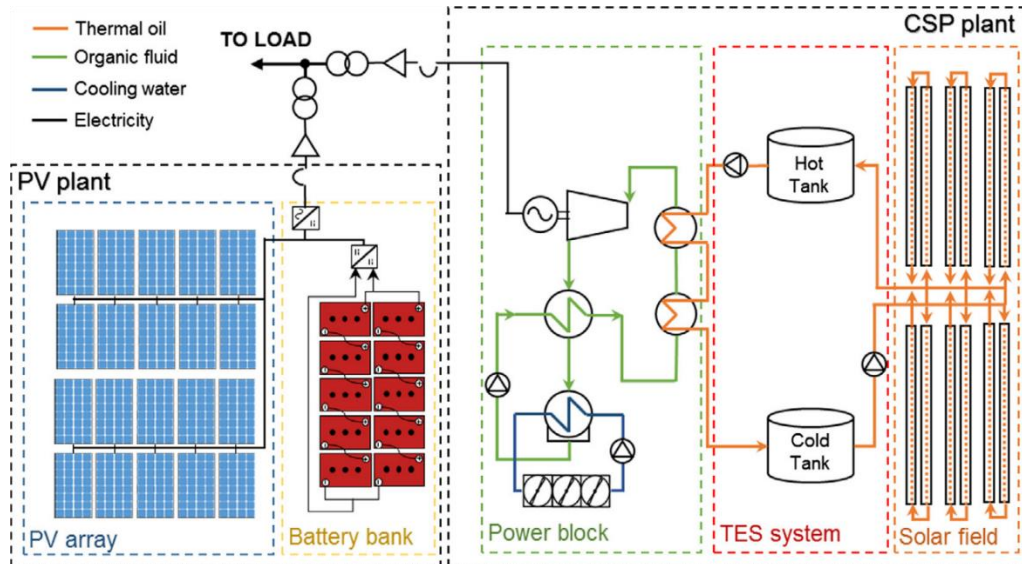 Thermal oil
Organic fluid
Cooling water
Electricity
TO LOAD
CSP plant
PV plant
Hot
Tank
Cold
Tank
PV array
Battery bank
Power block
TES system
Solar field